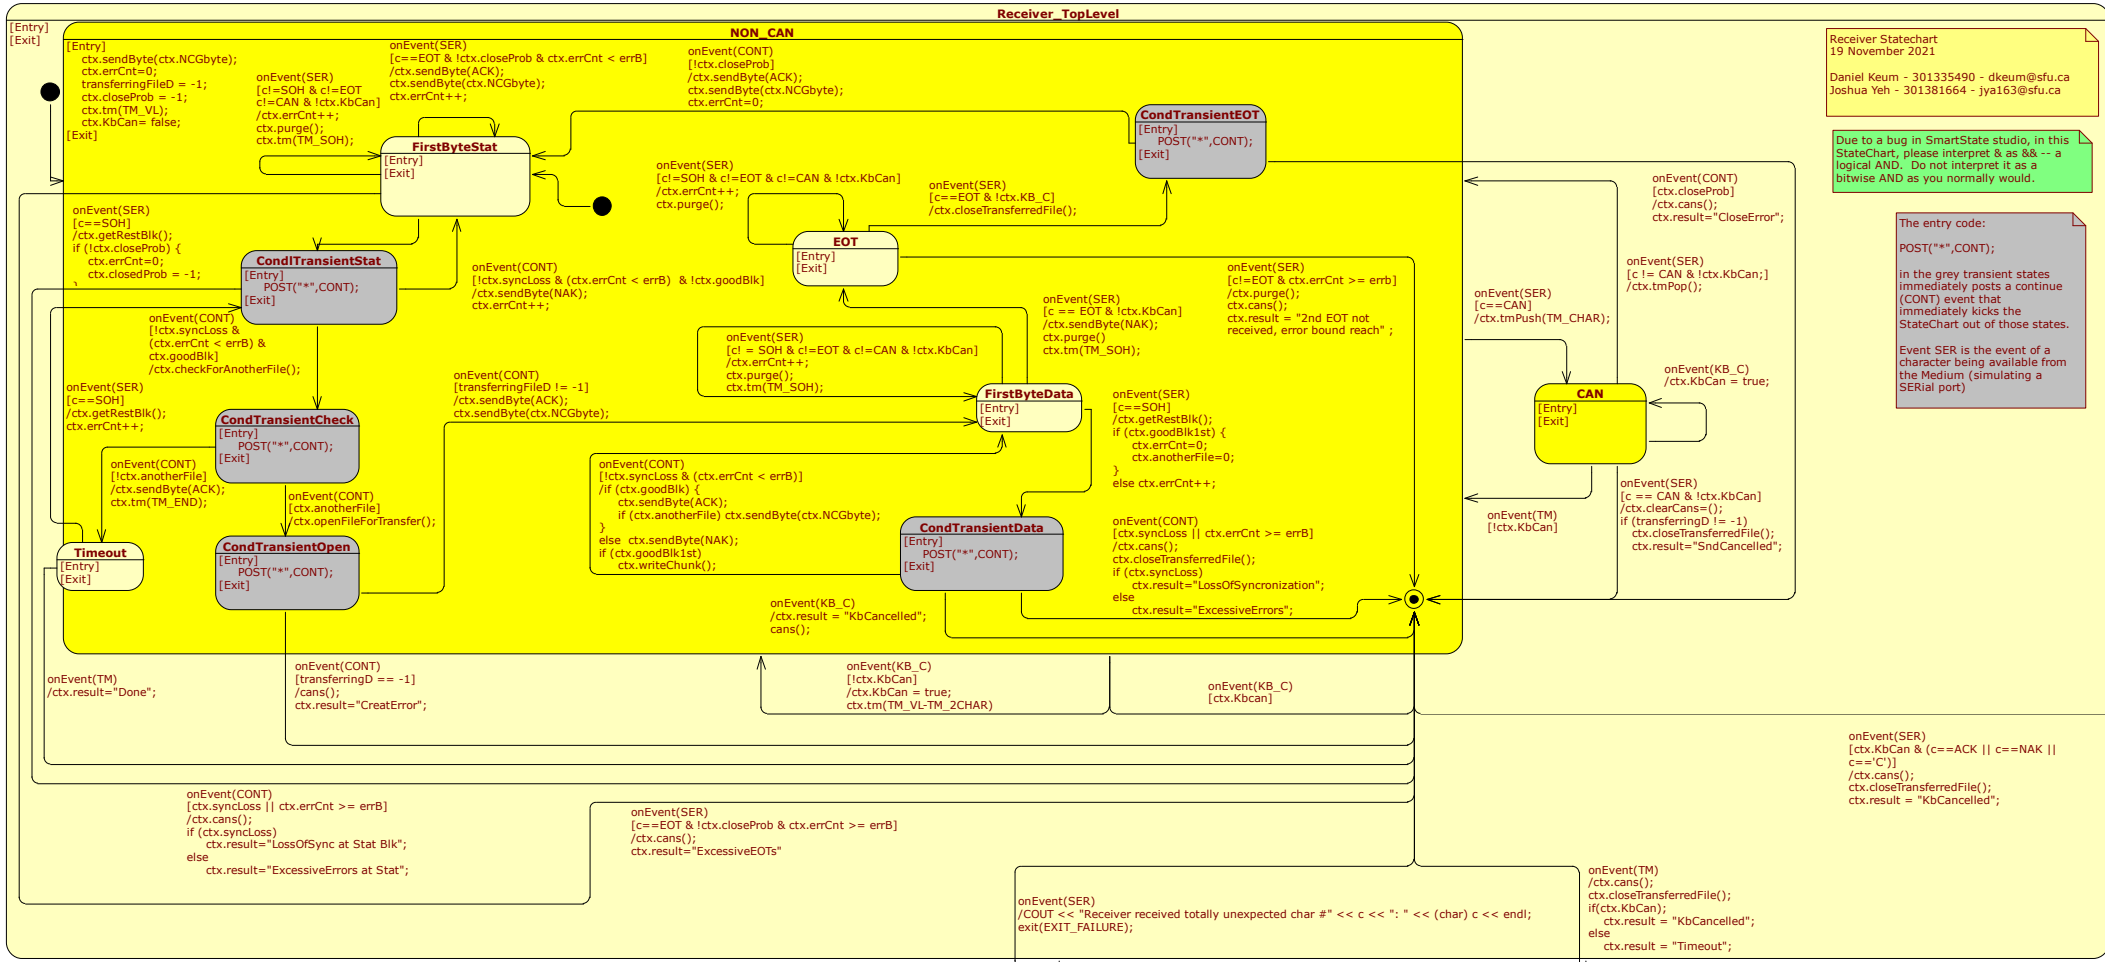 Receiver_TopLevel
[Entry]
[Exit]
NON_CAN
[Entry]
ctx.sendByte(ctx.NCGbyte);
ctx.errCnt=0;
transferringFileD = -1;
ctx.closeProb = -1;
ctx.tm(TM_VL);
ctx.KbCan= false;
[Exit]
onEvent(SER)
[c!=SOH & c!=EOT
c!=CAN & !ctx.KbCan]
/ctx.errCnt++;
ctx.purge();
ctx.tm(TM_SOH);
onEvent(SER)
[c==EOT & !ctx.closeProb & ctx.errCnt < errB]
/ctx.sendByte(ACK);
ctx.sendByte(ctx.NCGbyte);
ctx.errCnt++;
onEvent(CONT)
[!ctx.closeProb]
/ctx.sendByte(ACK);
ctx.sendByte(ctx.NCGbyte);
ctx.errCnt=0;
FirstByteStat
[Entry]
[Exit]
CondTransientEOT
[Entry]
POST("*",CONT);
[Exit]
Receiver Statechart
19 November 2021
Daniel Keum - 301335490 - dkeum@sfu.ca
Joshua Yeh - 301381664 - jya163@sfu.ca
Due to a bug in SmartState studio, in this
StateChart, please interpret & as && -- a
logical AND.  Do not interpret it as a
bitwise AND as you normally would.
The entry code:
POST("*",CONT);
in the grey transient states
immediately posts a continue
(CONT) event that
immediately kicks the
StateChart out of those states.
Event SER is the event of a
character being available from
the Medium (simulating a
SERial port)
onEvent(SER)
[c!=SOH & c!=EOT & c!=CAN & !ctx.KbCan]
/ctx.errCnt++;
ctx.purge();
onEvent(SER)
[c==EOT & !ctx.KB_C]
/ctx.closeTransferredFile();
onEvent(CONT)
[ctx.closeProb]
/ctx.cans();
ctx.result="CloseError";
onEvent(SER)
[c==SOH]
/ctx.getRestBlk();
if (!ctx.closeProb) {
ctx.errCnt=0;
ctx.closedProb = -1;
}
CondlTransientStat
[Entry]
POST("*",CONT);
[Exit]
EOT
[Entry]
[Exit]
onEvent(CONT)
[!ctx.syncLoss & (ctx.errCnt < errB)  & !ctx.goodBlk]
/ctx.sendByte(NAK);
ctx.errCnt++;
onEvent(SER)
[c!=EOT & ctx.errCnt >= errb]
/ctx.purge();
ctx.cans();
ctx.result = "2nd EOT not
received, error bound reach" ;
onEvent(SER)
[c != CAN & !ctx.KbCan;]
/ctx.tmPop();
onEvent(SER)
[c==CAN]
/ctx.tmPush(TM_CHAR);
onEvent(SER)
[c == EOT & !ctx.KbCan]
/ctx.sendByte(NAK);
ctx.purge()
ctx.tm(TM_SOH);
onEvent(CONT)
[!ctx.syncLoss &
(ctx.errCnt < errB) &
ctx.goodBlk]
/ctx.checkForAnotherFile();
onEvent(SER)
[c! = SOH & c!=EOT & c!=CAN & !ctx.KbCan]
/ctx.errCnt++;
ctx.purge();
ctx.tm(TM_SOH);
onEvent(KB_C)
/ctx.KbCan = true;
onEvent(SER)
[c==SOH]
/ctx.getRestBlk();
ctx.errCnt++;
onEvent(CONT)
[transferringFileD != -1]
/ctx.sendByte(ACK);
ctx.sendByte(ctx.NCGbyte);
FirstByteData
[Entry]
[Exit]
onEvent(SER)
[c==SOH]
/ctx.getRestBlk();
if (ctx.goodBlk1st) {
ctx.errCnt=0;
ctx.anotherFile=0;
}
else ctx.errCnt++;
CAN
[Entry]
[Exit]
CondTransientCheck
[Entry]
POST("*",CONT);
[Exit]
onEvent(CONT)
[!ctx.anotherFile]
/ctx.sendByte(ACK);
ctx.tm(TM_END);
onEvent(CONT)
[ctx.anotherFile]
/ctx.openFileForTransfer();
onEvent(CONT)
[!ctx.syncLoss & (ctx.errCnt < errB)]
/if (ctx.goodBlk) {
ctx.sendByte(ACK);
if (ctx.anotherFile) ctx.sendByte(ctx.NCGbyte);
}
else  ctx.sendByte(NAK);
if (ctx.goodBlk1st)
ctx.writeChunk();
onEvent(SER)
[c == CAN & !ctx.KbCan]
/ctx.clearCans=();
if (transferringD != -1)
ctx.closeTransferredFile();
ctx.result="SndCancelled";
onEvent(TM)
[!ctx.KbCan]
CondTransientData
[Entry]
POST("*",CONT);
[Exit]
onEvent(CONT)
[ctx.syncLoss || ctx.errCnt >= errB]
/ctx.cans();
ctx.closeTransferredFile();
if (ctx.syncLoss)
ctx.result="LossOfSyncronization";
else
ctx.result="ExcessiveErrors";
Timeout
[Entry]
[Exit]
CondTransientOpen
[Entry]
POST("*",CONT);
[Exit]
onEvent(KB_C)
/ctx.result = "KbCancelled";
cans();
onEvent(TM)
/ctx.result="Done";
onEvent(CONT)
[transferringD == -1]
/cans();
ctx.result="CreatError";
onEvent(KB_C)
[!ctx.KbCan]
/ctx.KbCan = true;
ctx.tm(TM_VL-TM_2CHAR)
onEvent(KB_C)
[ctx.Kbcan]
onEvent(SER)
[ctx.KbCan & (c==ACK || c==NAK ||
c=='C')]
/ctx.cans();
ctx.closeTransferredFile();
ctx.result = "KbCancelled";
onEvent(CONT)
[ctx.syncLoss || ctx.errCnt >= errB]
/ctx.cans();
if (ctx.syncLoss)
ctx.result="LossOfSync at Stat Blk";
else
ctx.result="ExcessiveErrors at Stat";
onEvent(SER)
[c==EOT & !ctx.closeProb & ctx.errCnt >= errB]
/ctx.cans();
ctx.result="ExcessiveEOTs"
onEvent(SER)
/COUT << "Receiver received totally unexpected char #" << c << ": " << (char) c << endl;
exit(EXIT_FAILURE);
onEvent(TM)
/ctx.cans();
ctx.closeTransferredFile();
if(ctx.KbCan);
ctx.result = "KbCancelled";
else
ctx.result = "Timeout";